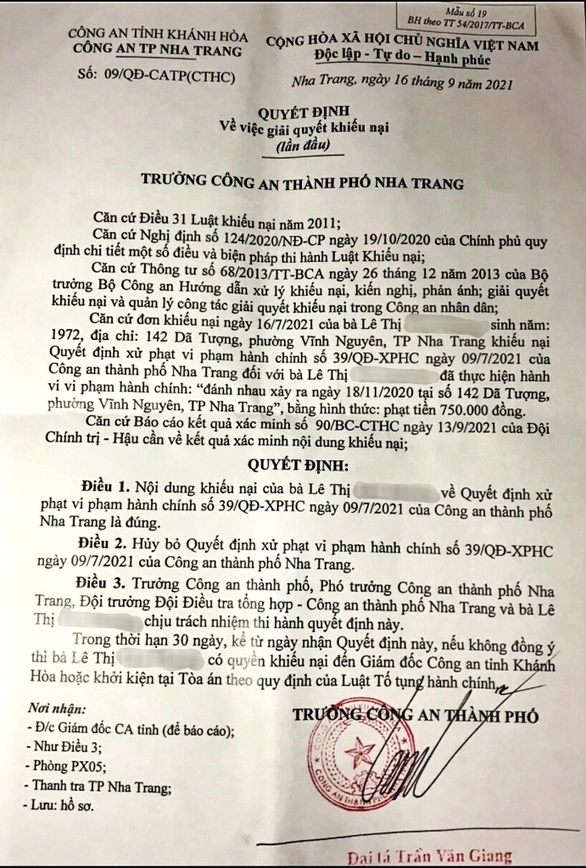 Mẫu số 19
BH theo TT 54/2017/TT-BCA
CÔNG AN TỈNH KHÁNH HÒA
CÔNG AN TP NHA TRANG
Số: 09/QĐ-CATP(CTHC)
CỘNG HÒA XÃ HỘI CHỦ NGHĨA VIỆT NAM
Độc lập - Tự do – Hạnh phúc
Nha Trang, ngày 16 tháng 9 năm 2021
QUYẾT ĐỊNH
Về việc giải quyết khiếu nại
(lần đầu)
TRƯỞNG CÔNG AN THÀNH PHỐ NHA TRANG
Căn cứ Điều 31 Luật khiếu nại năm 2011;
Căn cứ Nghị định số 124/2020/NĐ-CP ngày 19/10/2020 của Chính phủ quy
định chi tiết một số điều và biện pháp thi hành Luật Khiếu nại;
Căn cứ Thông tư số 68/2013/TT-BCA ngày 26 tháng 12 năm 2013 của Bộ
trưởng Bộ Công an Hướng dẫn xử lý khiếu nại, kiến nghị, phản ánh; giải quyết
khiếu nại và quản lý công tác giải quyết khiếu nại trong Công an nhân dân;
Căn cứ đơn khiếu nại ngày 16/7/2021 của bà Lê Thị sinh năm:
1972, địa chỉ: 142 Dã Tượng, phường Vĩnh Nguyên, TP Nha Trang khiếu nại
Quyết định xử phạt vi phạm hành chính số 39/QĐ-XPHC ngày 09/7/2021 của
Công an thành phố Nha Trang đối với bà Lê Thị đã thực hiện hành
vi vi phạm hành chính: “đánh nhau xảy ra ngày 18/11/2020 tại số 142 Dã Tượng,
phường Vĩnh Nguyên, TP Nha Trang”, bằng hình thức: phạt tiền 750.000 đồng.
Căn cứ Báo cáo kết quả xác minh số 90/BC-CTHC ngày 13/9/2021 của Đội
Chính trị - Hậu cần về kết quả xác minh nội dung khiếu nại;
QUYẾT ĐỊNH:
Điều 1. Nội dung khiếu nại của bà Lê Thị về Quyết định xử
phạt vi phạm hành chính số 39/QĐ-XPHC ngày 09/7/2021 của Công an thành phố
Nha Trang là đúng.
Điều 2. Hủy bỏ Quyết định xử phạt vi phạm hành chính số 39/QĐ-XPHC
ngày 09/7/2021 của Công an thành phố Nha Trang.
Điều 3. Trưởng Công an thành phố, Phó trưởng Công an thành phố Nha
Trang, Đội trưởng Đội Điều tra tổng hợp - Công an thành phố Nha Trang và bà Lê
Thị chịu trách nhiệm thi hành quyết định này.
Trong thời hạn 30 ngày, kể từ ngày nhận Quyết định này, nếu không đồng ý
thì bà Lê Thị có quyền khiếu nại đến Giám đốc Công an tỉnh Khánh
Hòa hoặc khởi kiện tại Tòa án theo quy định của Luật Tố tụng hành chính.
Nơi nhận:
- Đ/c Giám đốc CA tỉnh (để báo cáo);
- Như Điều 3;
- Phòng PX05;
- Thanh tra TP Nha Trang;
- Lưu: hồ sơ.
TRƯỞNG CÔNG AN THÀNH PHỐ
Đại tá Trần Văn Giang